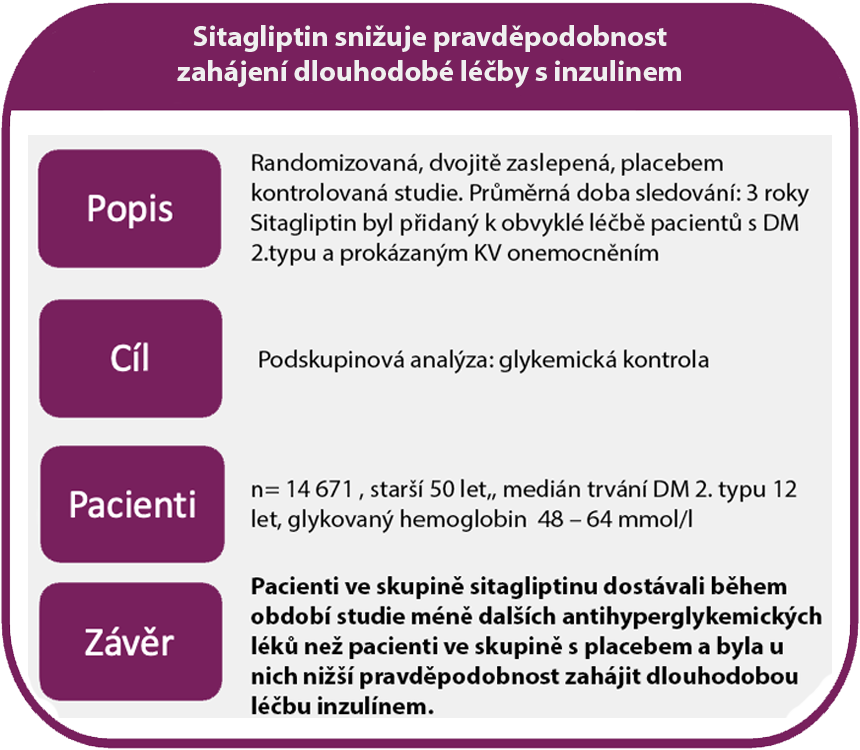 Sitagliptin snižuje pravděpodobnost
zahájení dlouhodobé léčby s inzulinem
Popis
Randomizovaná, dvojitě zaslepená, placebem
kontrolovaná studie. Průměrná doba sledování: 3 roky
Sitagliptin byl přidaný k obvyklé léčbě pacientů s DM
2.typu a prokázaným KV onemocněním
Cíl
Podskupinová analýza: glykemická kontrola
Pacienti
n= 14 671 , starší 50 let,, medián trvání DM 2. typu 12
let, glykovaný hemoglobin 48 – 64 mmol/l
Závěr
Pacienti ve skupině sitagliptinu dostávali během
období studie méně dalších antihyperglykemických
léků než pacienti ve skupině s placebem a byla u
nich nižší pravděpodobnost zahájit dlouhodobou
léčbu inzulínem.